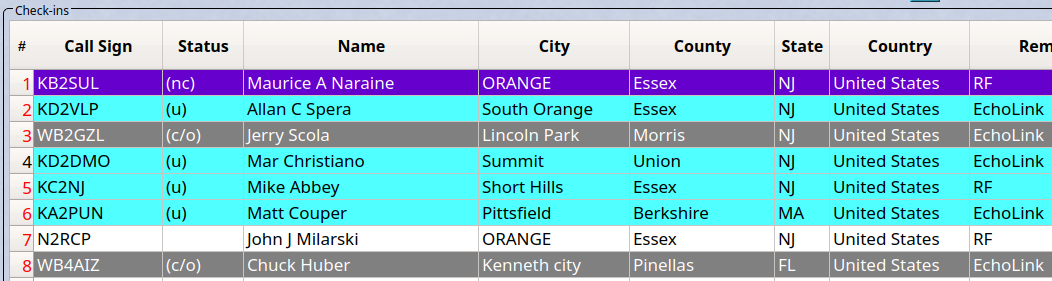 Check-ins
# Call Sign Status Name City County State Country Rem
1 KB2SUL (nc) Maurice A Naraine ORANGE Essex NJ United States RF
2 KD2VLP (u) Allan C Spera South Orange Essex NJ United States EchoLink
3 WB2GZL (c/o) Jerry Scola Lincoln Park Morris NJ United States EchoLink
4 KD2DMO (u) Mar Christiano Summit Union NJ United States EchoLink
5 KC2NJ (u) Mike Abbey Short Hills Essex NJ United States RF
6 KA2PUN (u) Matt Couper Pittsfield Berkshire MA United States EchoLink
7 N2RCP John J Milarski ORANGE Essex NJ United States RF
8 WB4AIZ (c/o) Chuck Huber Kenneth city Pinellas FL United States EchoLink